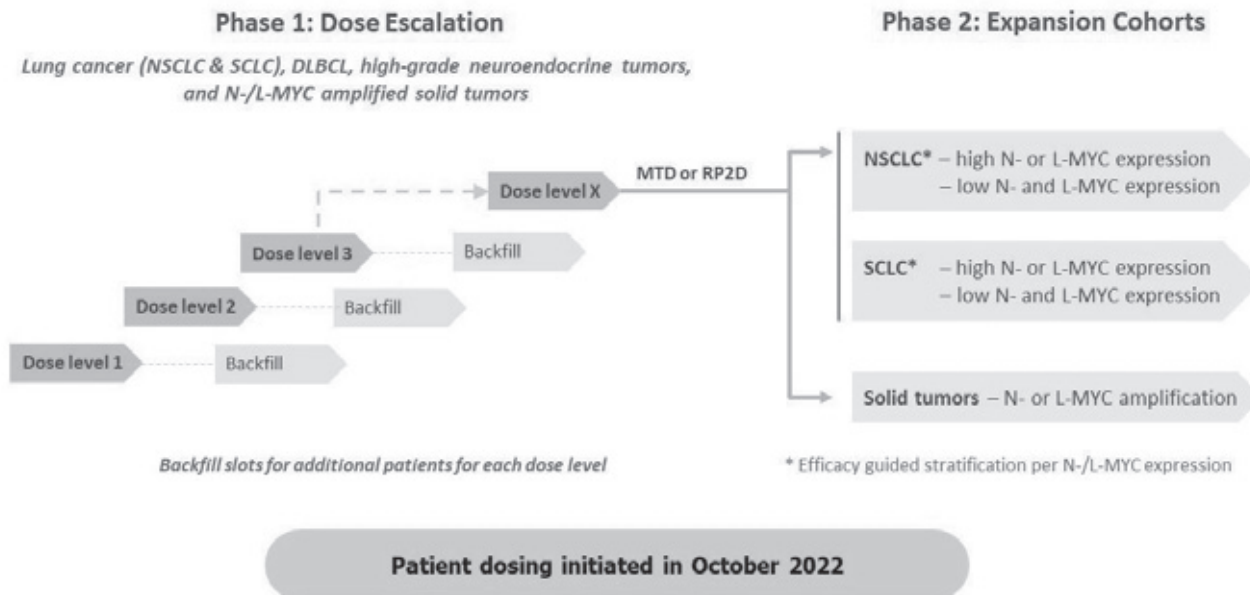 Phase 1: Dose Escalation
Lung cancer (NSCLC & SCLC), DLBCL, high-grade neuroendocrine tumors,
and N-/L-MYC amplified solid tumors
Dose level X
MTD or RP2D
Dose level 3
Backfill
Dose level 2
Backfill
Dose level 1
Backfill
Backfill slots for additional patients for each dose level
Phase 2: Expansion Cohorts
NSCLC* – high N- or L-MYC expression
– low N- and L-MYC expression
SCLC* – high N- or L-MYC expression
– low N- and L-MYC expression
Solid tumors – N- or L-MYC amplification
* Efficacy guided stratification per N-/L-MYC expression
Patient dosing initiated in October 2022